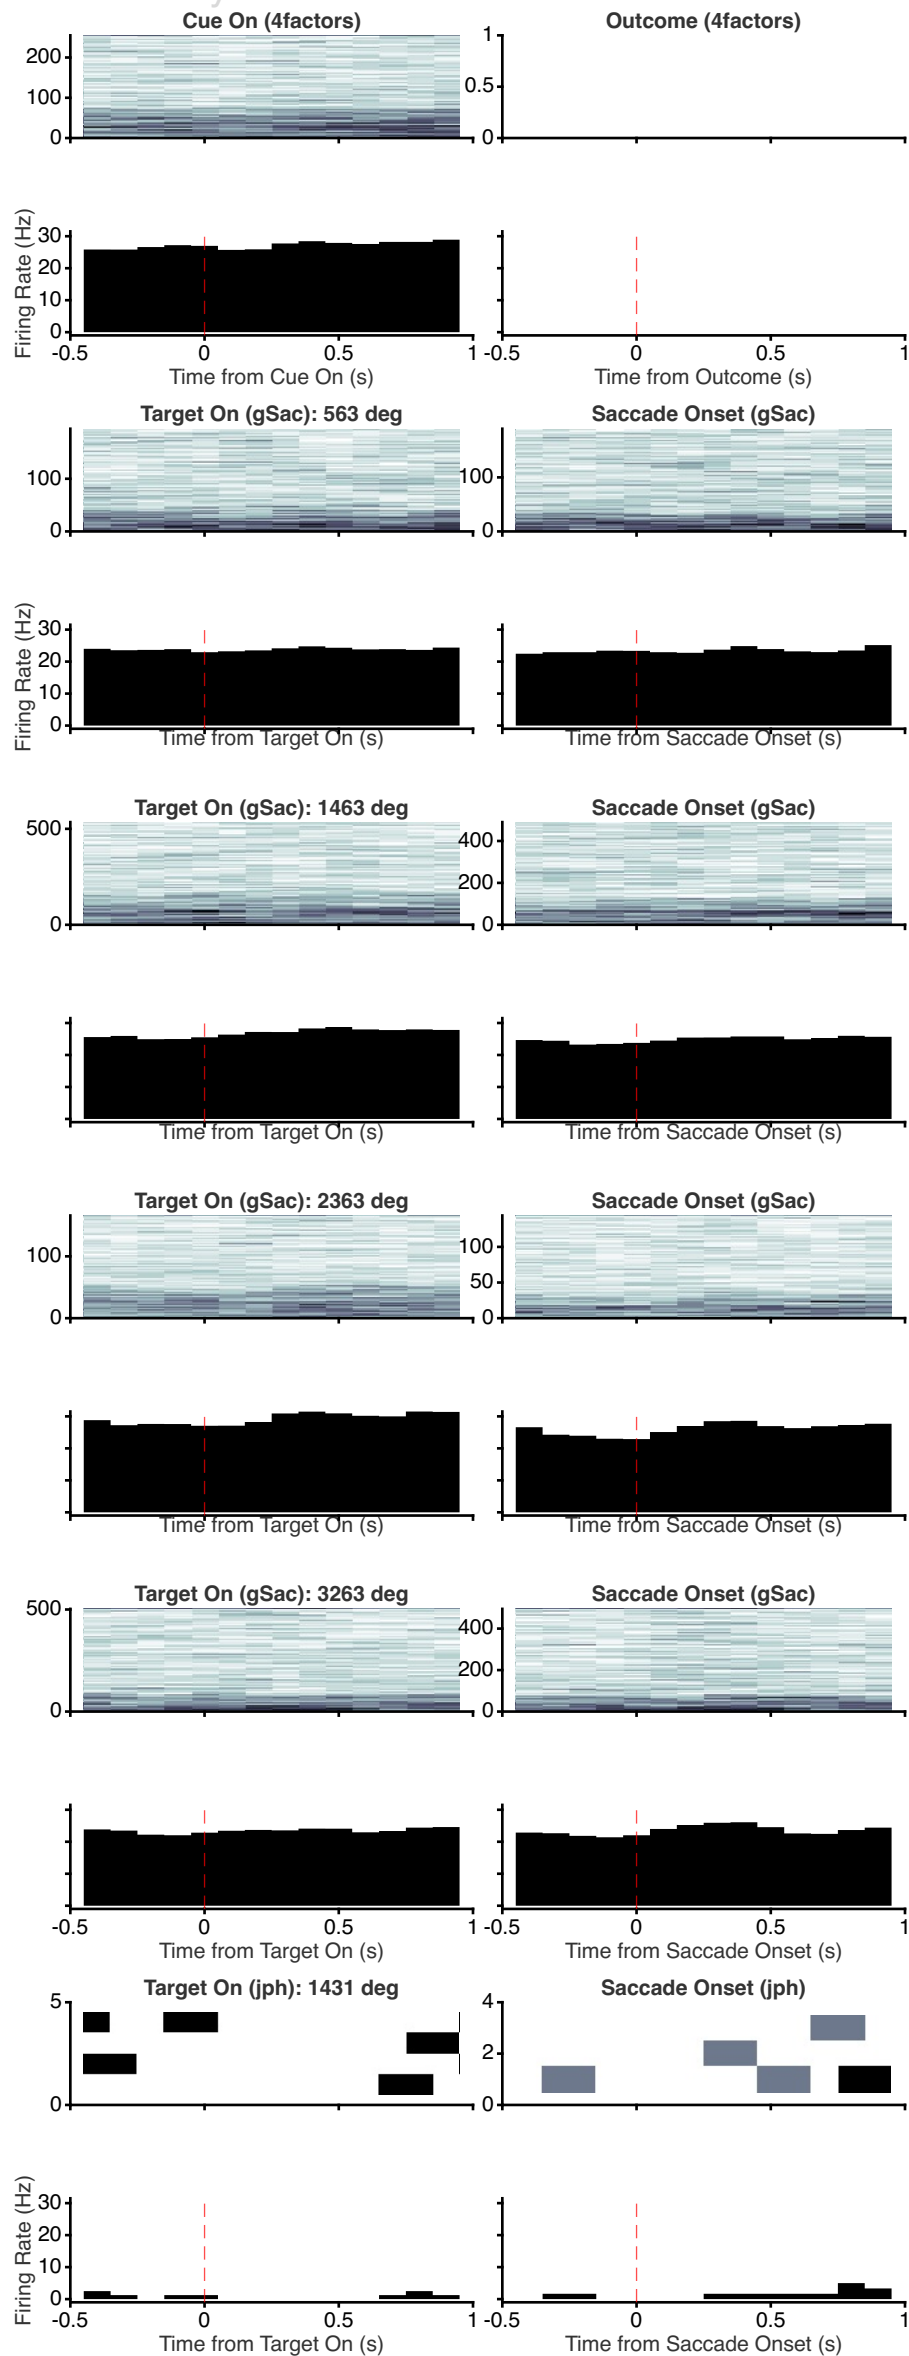 Cue On (4factors) Outcome (4factors)
200
100
0
1
0.5
0
Firing Rate (Hz)
30
20
10
0
-0.5 0 0.5 1 -0.5 0 0.5 1
Time from Cue On (s) Time from Outcome (s)
Target On (gSac): 563 deg Saccade Onset (gSac)
100
0
100
0
Firing Rate (Hz)
30
20
10
0
Time from Target On (s) Time from Saccade Onset (s)
Target On (gSac): 1463 deg Saccade Onset (gSac)
500
0
400
200
0
Time from Target On (s) Time from Saccade Onset (s)
Target On (gSac): 2363 deg Saccade Onset (gSac)
100
0
100
50
0
Time from Target On (s) Time from Saccade Onset (s)
Target On (gSac): 3263 deg Saccade Onset (gSac)
500
0
400
200
0
-0.5 0 0.5 1 -0.5 0 0.5 1
Time from Target On (s) Time from Saccade Onset (s)
Target On (jph): 1431 deg Saccade Onset (jph)
5
0
4
2
0
Firing Rate (Hz)
30
20
10
0
-0.5 0 0.5 1 -0.5 0 0.5 1
Time from Target On (s) Time from Saccade Onset (s)